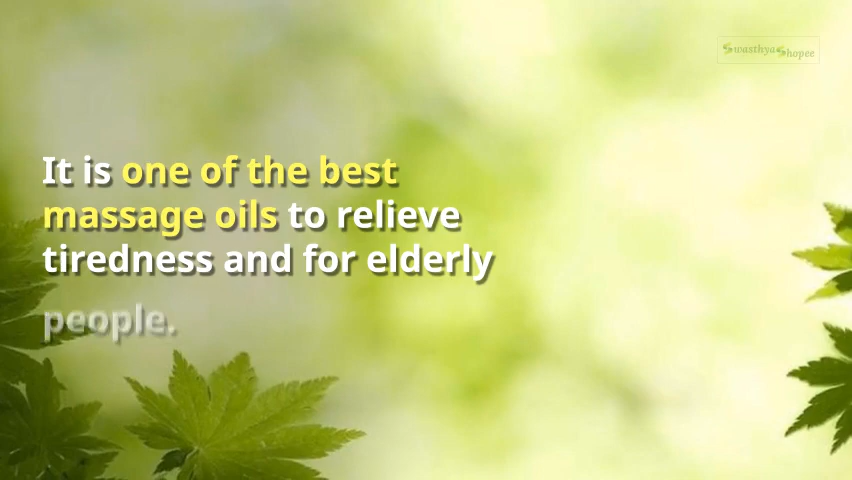 SwasthyaShopee
It is one of the best
massage oils to relieve
tiredness and for elderly
people.